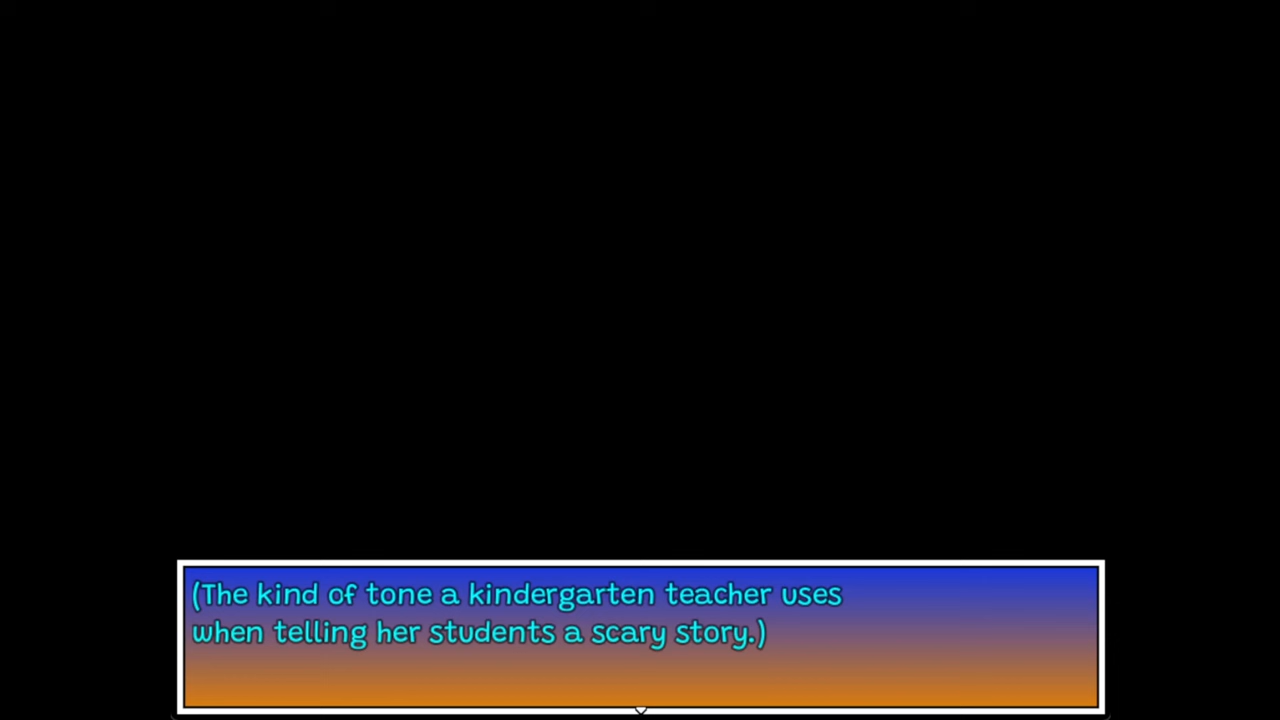 (The kind of tone a kindergarten teacher uses
when telling her students a scary story.)